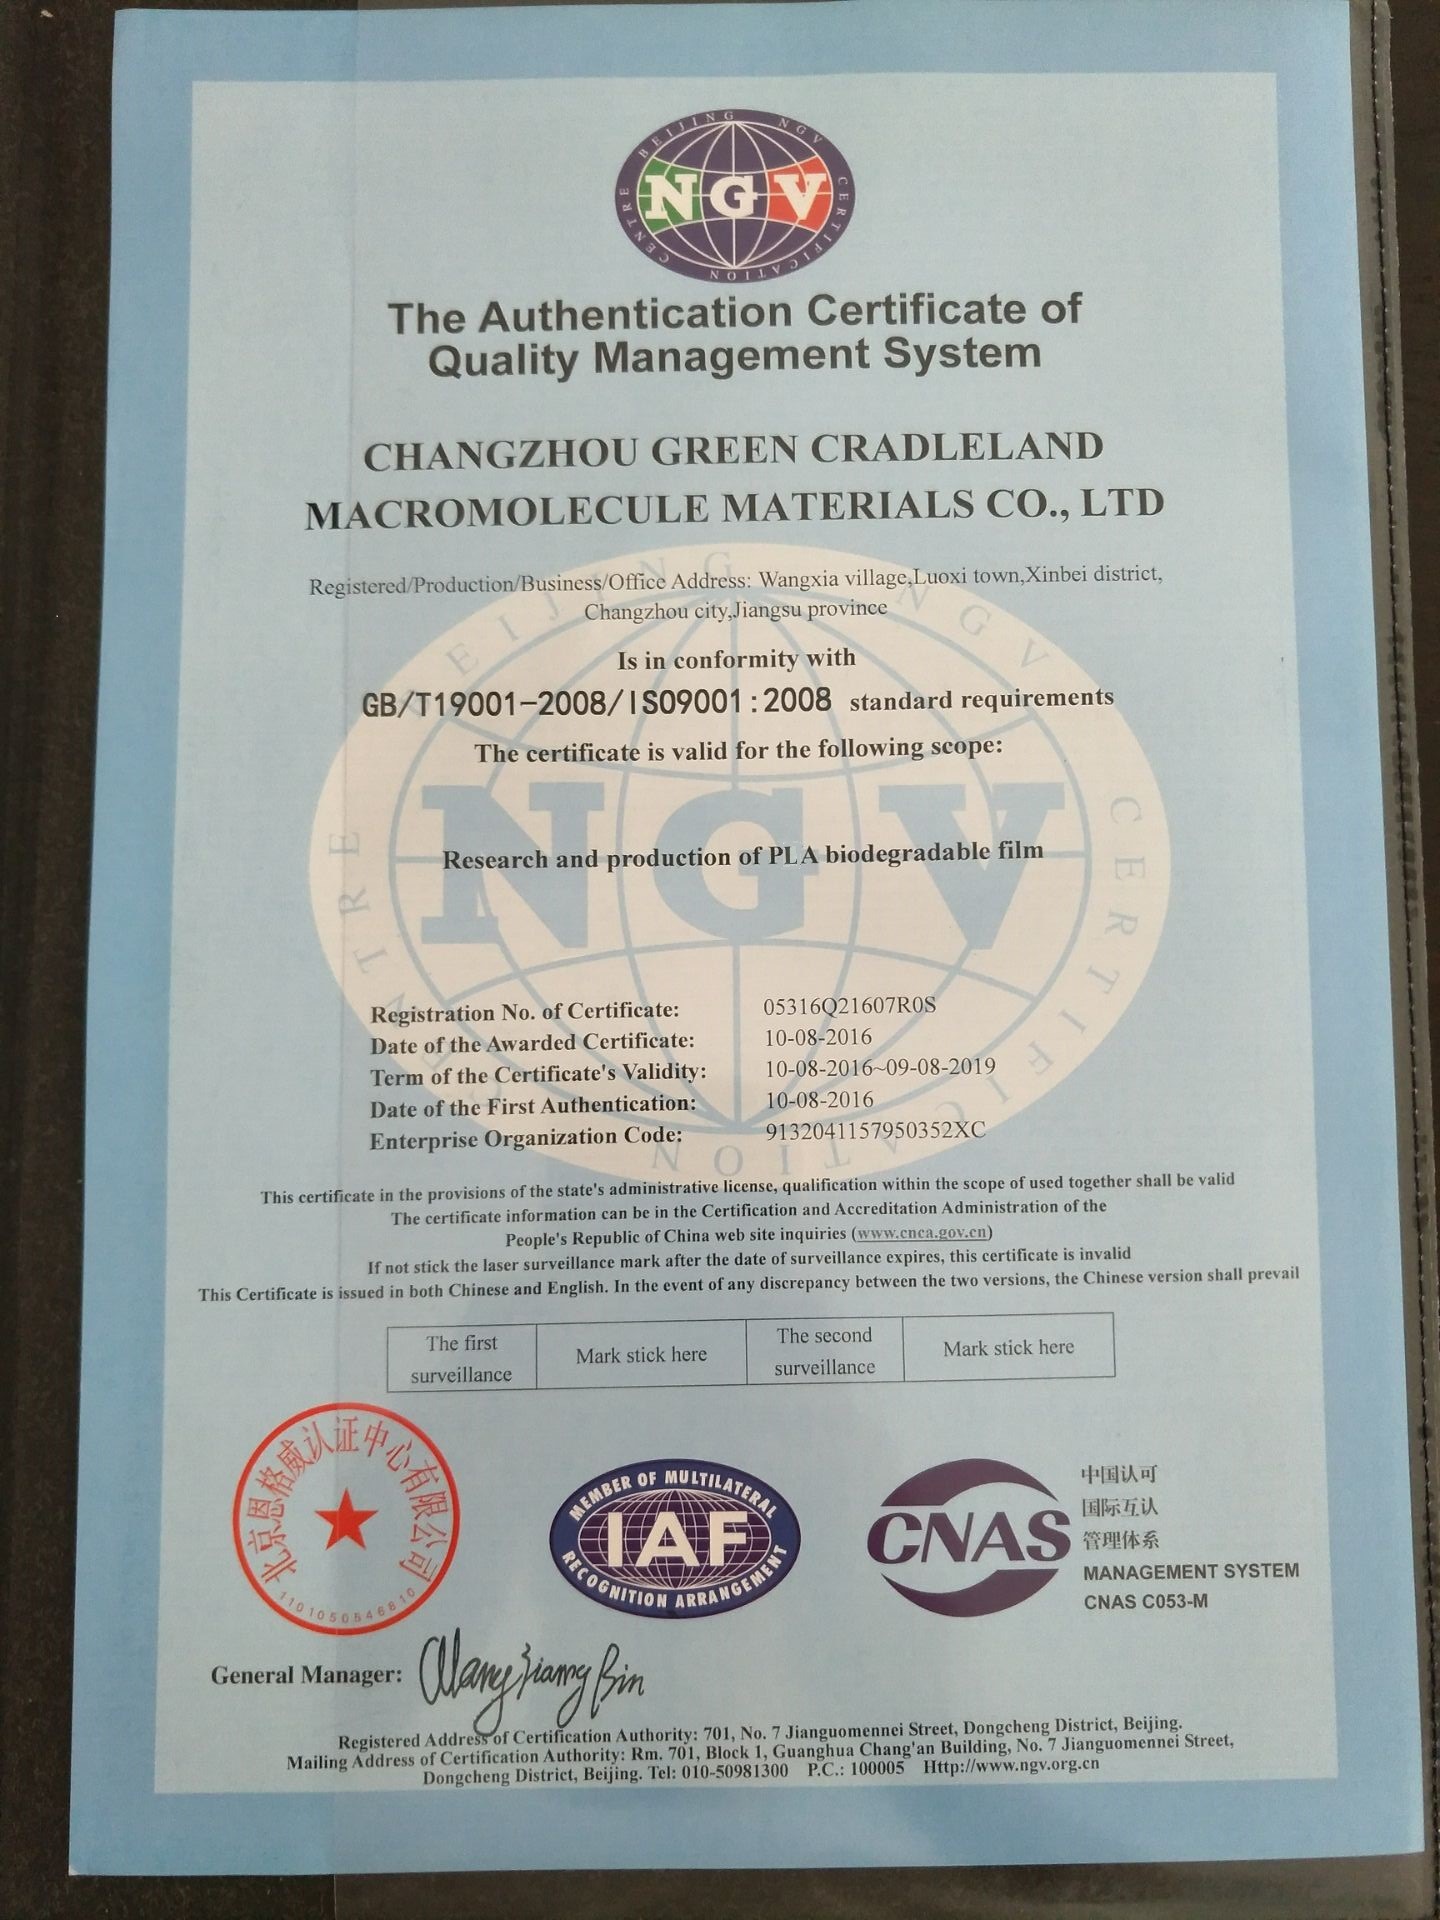 BEIJING NGV CERTIFICATION CENTRE
NGV
The Authentication Certificate of
Quality Management System
CHANGZHOU GREEN CRADLELAND
MACROMOLECULE MATERIALS CO., LTD
Registered/Production/Business/Office Address: Wangxia village,Luoxi town,Xinbei district,
Changzhou city,Jiangsu province
Is in conformity with
GB/T19001-2008/ISO9001:2008 standard requirements
The certificate is valid for the following scope:
BEIJING NGV CERTIFICATION CENTRE
NGV
Research and production of PLA biodegradable film
Registration No. of Certificate: 05316Q21607R0S
Date of the Awarded Certificate: 10-08-2016
Term of the Certificate's Validity: 10-08-2016~09-08-2019
Date of the First Authentication: 10-08-2016
Enterprise Organization Code: 9132041157950352XC
This certificate in the provisions of the state's administrative license, qualification within the scope of used together shall be valid
The certificate information can be in the Certification and Accreditation Administration of the
People's Republic of China web site inquiries (www.cnca.gov.cn)
If not stick the laser surveillance mark after the date of surveillance expires, this certificate is invalid
This Certificate is issued in both Chinese and English. In the event of any discrepancy between the two versions, the Chinese version shall prevail
The first surveillance Mark stick here The second surveillance Mark stick here
北京恩格威认证中心有限公司
1101050546810
MEMBER OF MULTILATERAL
IAF
RECOGNITION ARRANGEMENT
CNAS
中国认可
国际互认
管理体系
MANAGEMENT SYSTEM
CNAS C053-M
General Manager: Wang Jiang Bin
Registered Address of Certification Authority: 701, No. 7 Jianguomennei Street, Dongcheng District, Beijing.
Mailing Address of Certification Authority: Rm. 701, Block 1, Guanghua Chang'an Building, No. 7 Jianguomennei Street,
Dongcheng District, Beijing. Tel: 010-50981300 P.C.: 100005 Http://www.ngv.org.cn